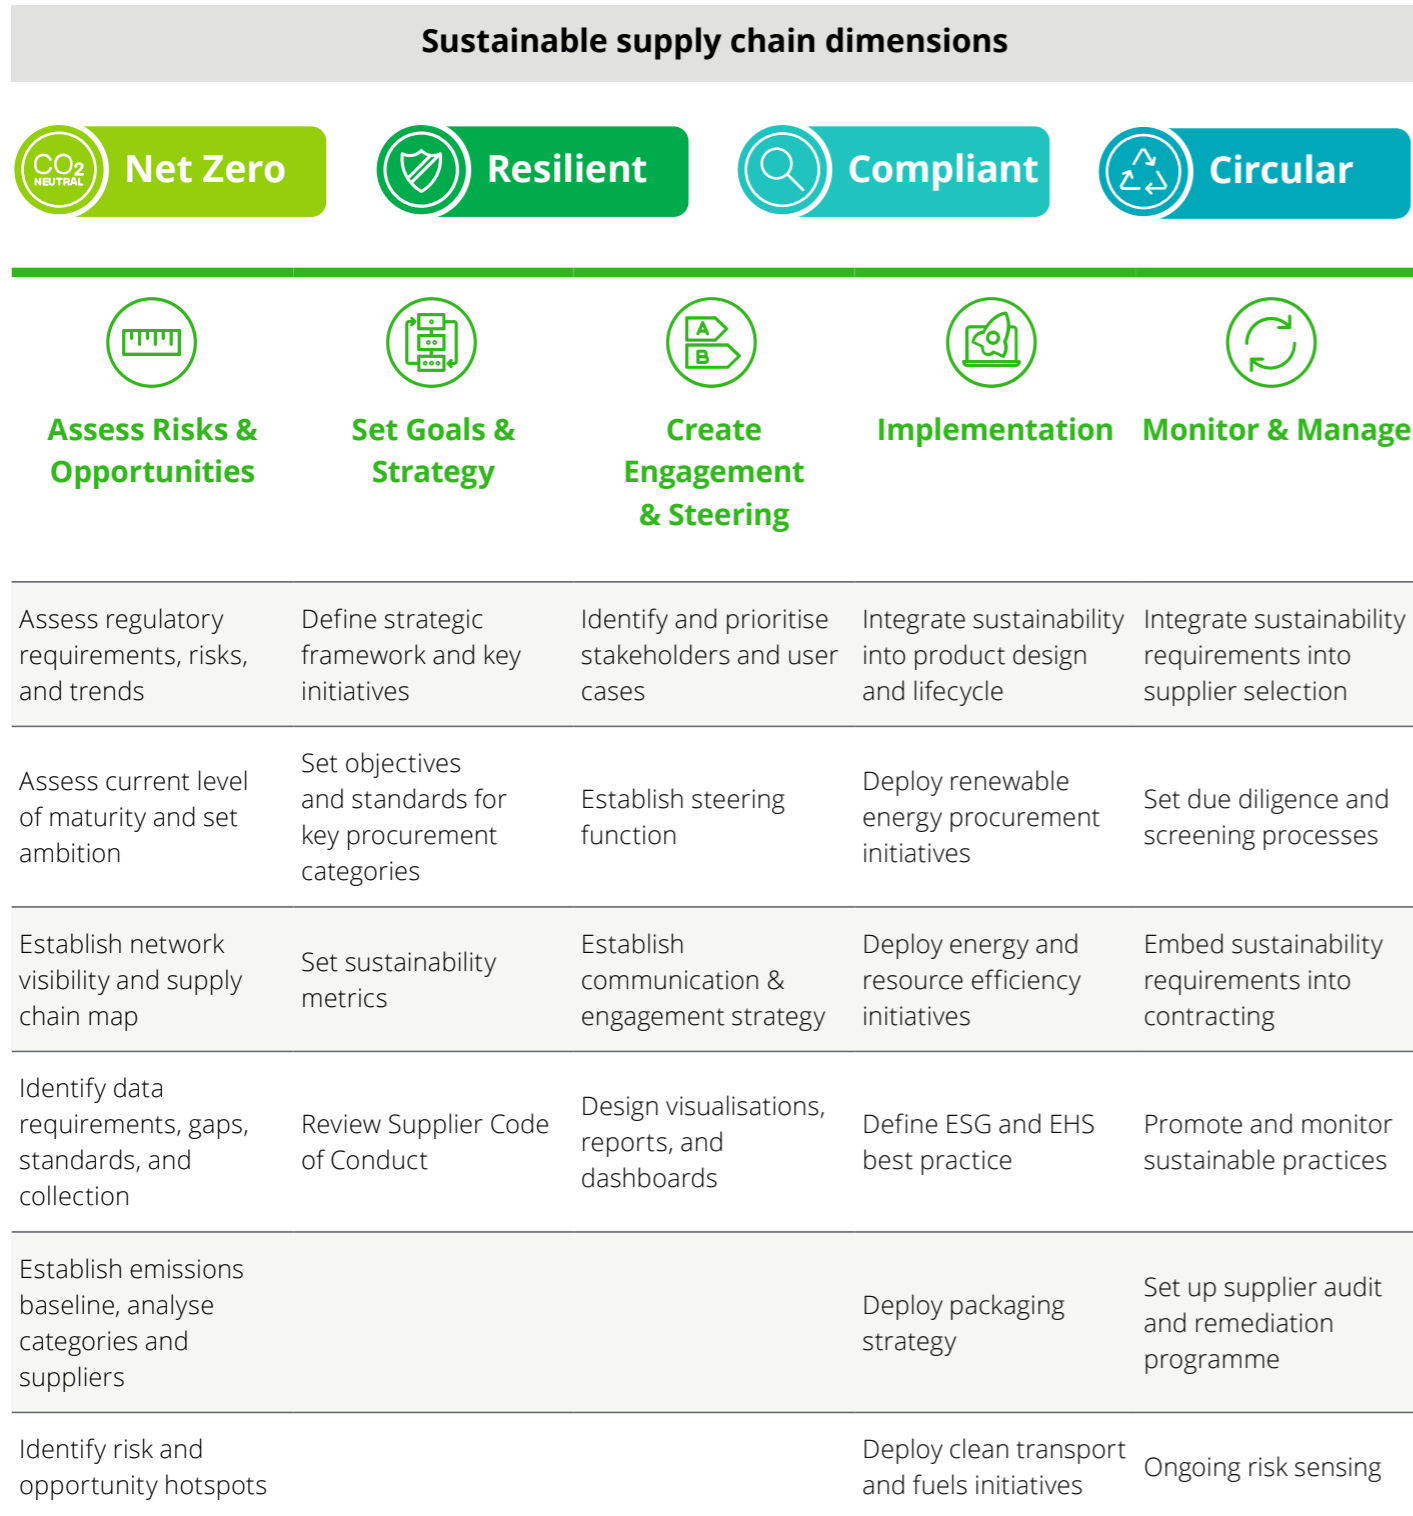 Sustainable supply chain dimensions
CO2
NEUTRAL
Net Zero
Resilient
Compliant
Circular
A
B
Assess Risks &
Opportunities
Set Goals &
Strategy
Create
Engagement
& Steering
Implementation
Monitor & Manage
Assess regulatory
requirements, risks,
and trends
Define strategic
framework and key
initiatives
Identify and prioritise
stakeholders and user
cases
Integrate sustainability
into product design
and lifecycle
Integrate sustainability
requirements into
supplier selection
Assess current level
of maturity and set
ambition
Set objectives
and standards for
key procurement
categories
Establish steering
function
Deploy renewable
energy procurement
initiatives
Set due diligence and
screening processes
Establish network
visibility and supply
chain map
Set sustainability
metrics
Establish
communication &
engagement strategy
Deploy energy and
resource efficiency
initiatives
Embed sustainability
requirements into
contracting
Identify data
requirements, gaps,
standards, and
collection
Review Supplier Code
of Conduct
Design visualisations,
reports, and
dashboards
Define ESG and EHS
best practice
Promote and monitor
sustainable practices
Establish emissions
baseline, analyse
categories and
suppliers
Deploy packaging
strategy
Set up supplier audit
and remediation
programme
Identify risk and
opportunity hotspots
Deploy clean transport
and fuels initiatives
Ongoing risk sensing